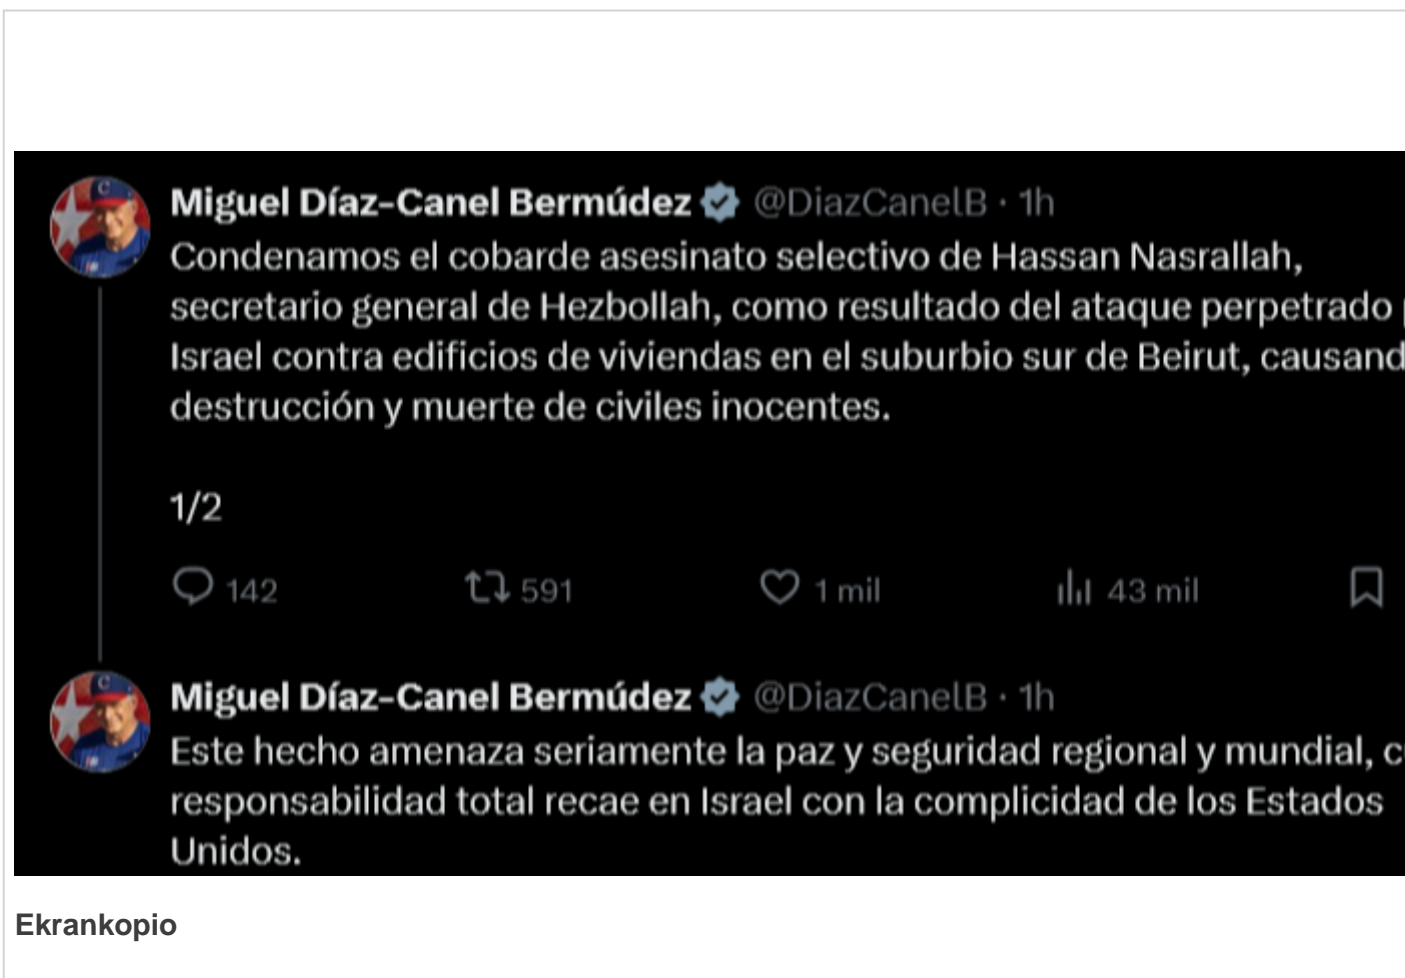 Miguel Díaz-Canel Bermúdez @DiazCanelB · 1h
Condenamos el cobarde asesinato selectivo de Hassan Nasrallah,
secretario general de Hezbollah, como resultado del ataque perpetrado
Israel contra edificios de viviendas en el suburbio sur de Beirut, causand
destrucción y muerte de civiles inocentes.
1/2
142 591 1 mil 43 mil
Miguel Díaz-Canel Bermúdez @DiazCanelB · 1h
Este hecho amenaza seriamente la paz y seguridad regional y mundial,
responsabilidad total recae en Israel con la complicidad de los Estados
Unidos.
Ekrankopio